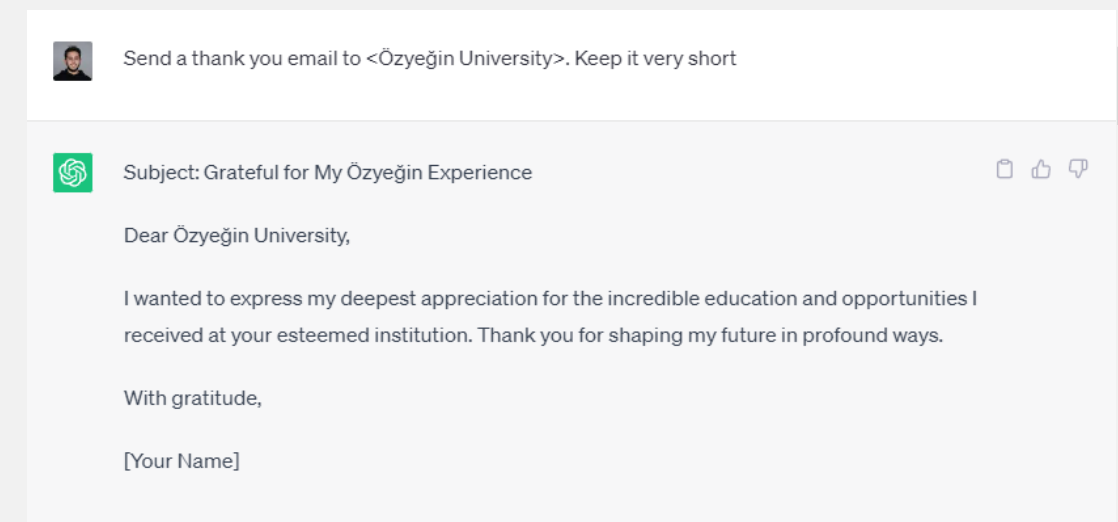 Send a thank you email to <Özyeğin University>. Keep it very short
Subject: Grateful for My Özyeğin Experience
Dear Özyeğin University,
I wanted to express my deepest appreciation for the incredible education and opportunities I
received at your esteemed institution. Thank you for shaping my future in profound ways.
With gratitude,
[Your Name]